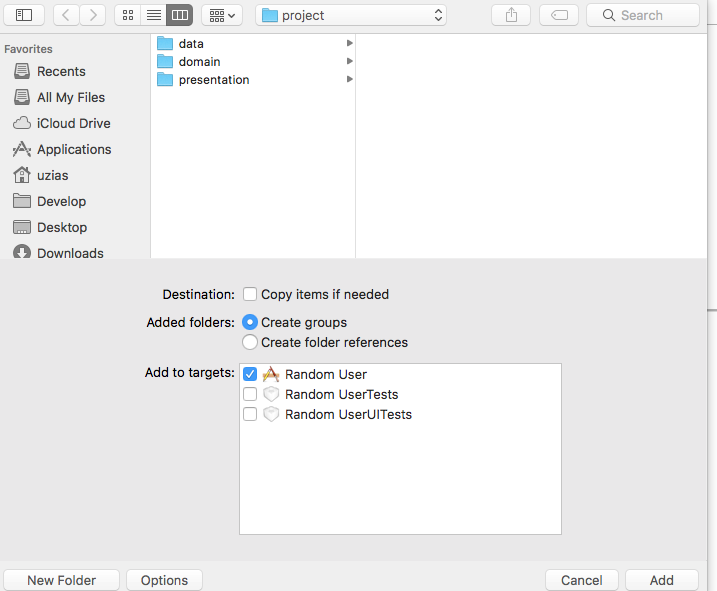 project
Search
Favorites
Recents
All My Files
iCloud Drive
Applications
uzias
Develop
Desktop
Downloads
data
domain
presentation
Destination: Copy items if needed
Added folders: Create groups
Create folder references
Add to targets: Random User
Random UserTests
Random UserUITests
New Folder Options Cancel Add